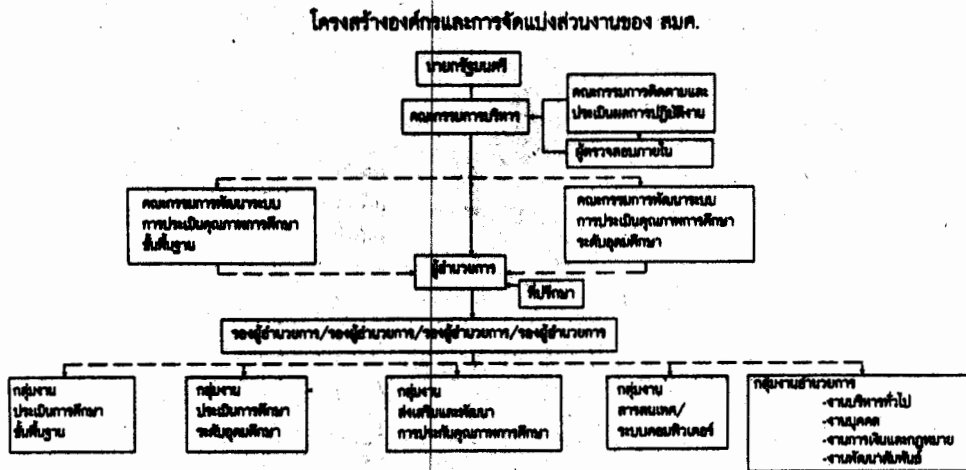 โครงสร้างองค์กรและการจัดแบ่งส่วนงานของ สมศ.
นายกรัฐมนตรี
คณะกรรมการบริหาร
คณะกรรมการติดตามและ
ประเมินผลการปฏิบัติงาน
ผู้ตรวจสอบภายใน
คณะกรรมการพัฒนาระบบ
การประเมินคุณภาพการศึกษา
ขั้นพื้นฐาน
คณะกรรมการพัฒนาระบบ
การประเมินคุณภาพการศึกษา
ระดับอุดมศึกษา
ผู้อำนวยการ
ที่ปรึกษา
รองผู้อำนวยการ/รองผู้อำนวยการ/รองผู้อำนวยการ/รองผู้อำนวยการ
กลุ่มงาน
ประเมินการศึกษา
ขั้นพื้นฐาน
กลุ่มงาน
ประเมินการศึกษา
ระดับอุดมศึกษา
กลุ่มงาน
ส่งเสริมและพัฒนา
การประกันคุณภาพการศึกษา
กลุ่มงาน
สารสนเทศ/
ระบบคอมพิวเตอร์
กลุ่มงานอำนวยการ
-งานบริหารทั่วไป
-งานบุคคล
-งานการเงินและกฎหมาย
-งานพัฒนาสัมพันธ์